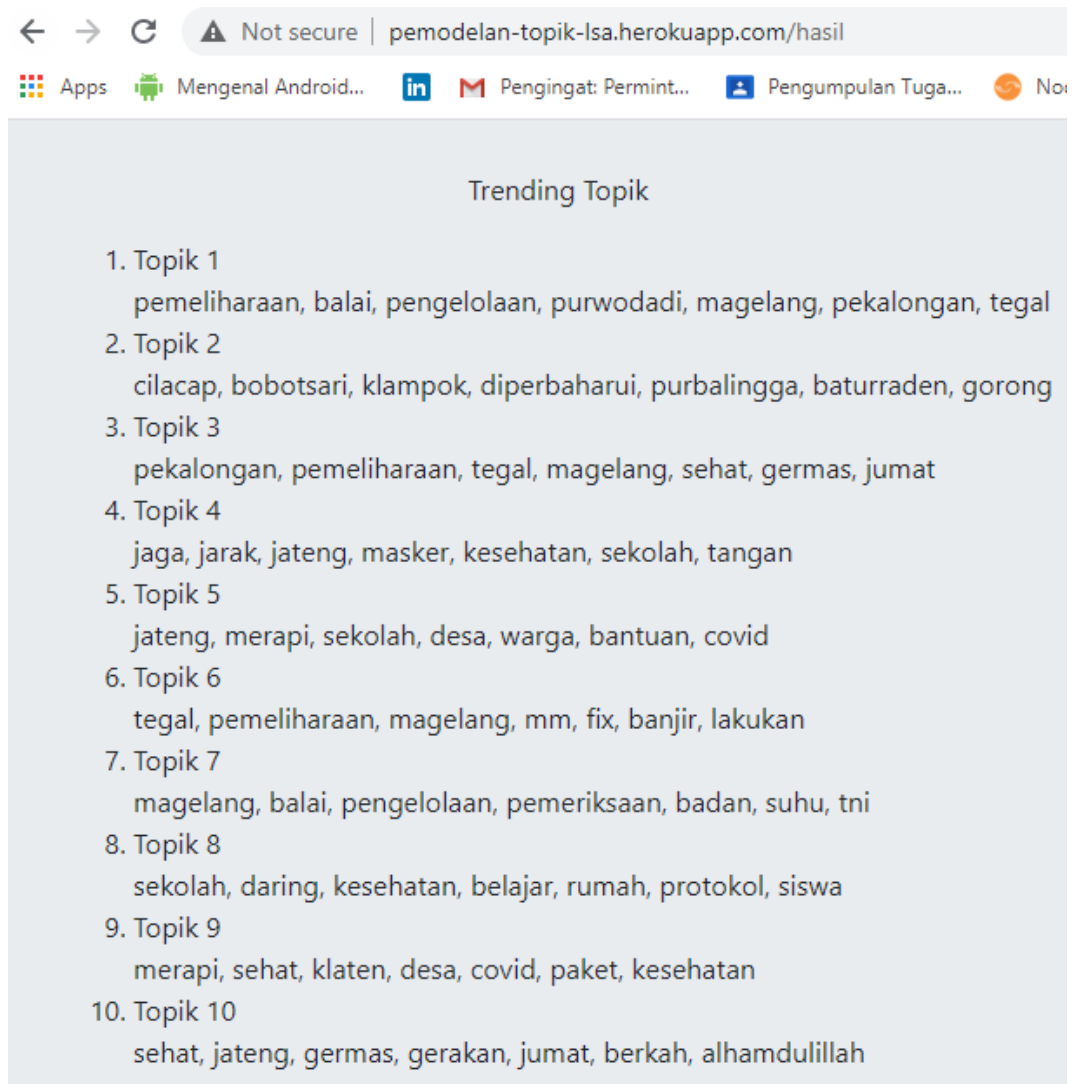 Not secure | pemodelan-topik-lsa.herokuapp.com/hasil
Apps Mengenal Android... in Pengingat: Permint... Pengumpulan Tuga...
Trending Topik
1. Topik 1
pemeliharaan, balai, pengelolaan, purwodadi, magelang, pekalongan, tegal
2. Topik 2
cilacap, bobotsari, klampok, diperbaharui, purbalingga, baturraden, gorong
3. Topik 3
pekalongan, pemeliharaan, tegal, magelang, sehat, germas, jumat
4. Topik 4
jaga, jarak, jateng, masker, kesehatan, sekolah, tangan
5. Topik 5
jateng, merapi, sekolah, desa, warga, bantuan, covid
6. Topik 6
tegal, pemeliharaan, magelang, mm, fix, banjir, lakukan
7. Topik 7
magelang, balai, pengelolaan, pemeriksaan, badan, suhu, tni
8. Topik 8
sekolah, daring, kesehatan, belajar, rumah, protokol, siswa
9. Topik 9
merapi, sehat, klaten, desa, covid, paket, kesehatan
10. Topik 10
sehat, jateng, germas, gerakan, jumat, berkah, alhamdulillah